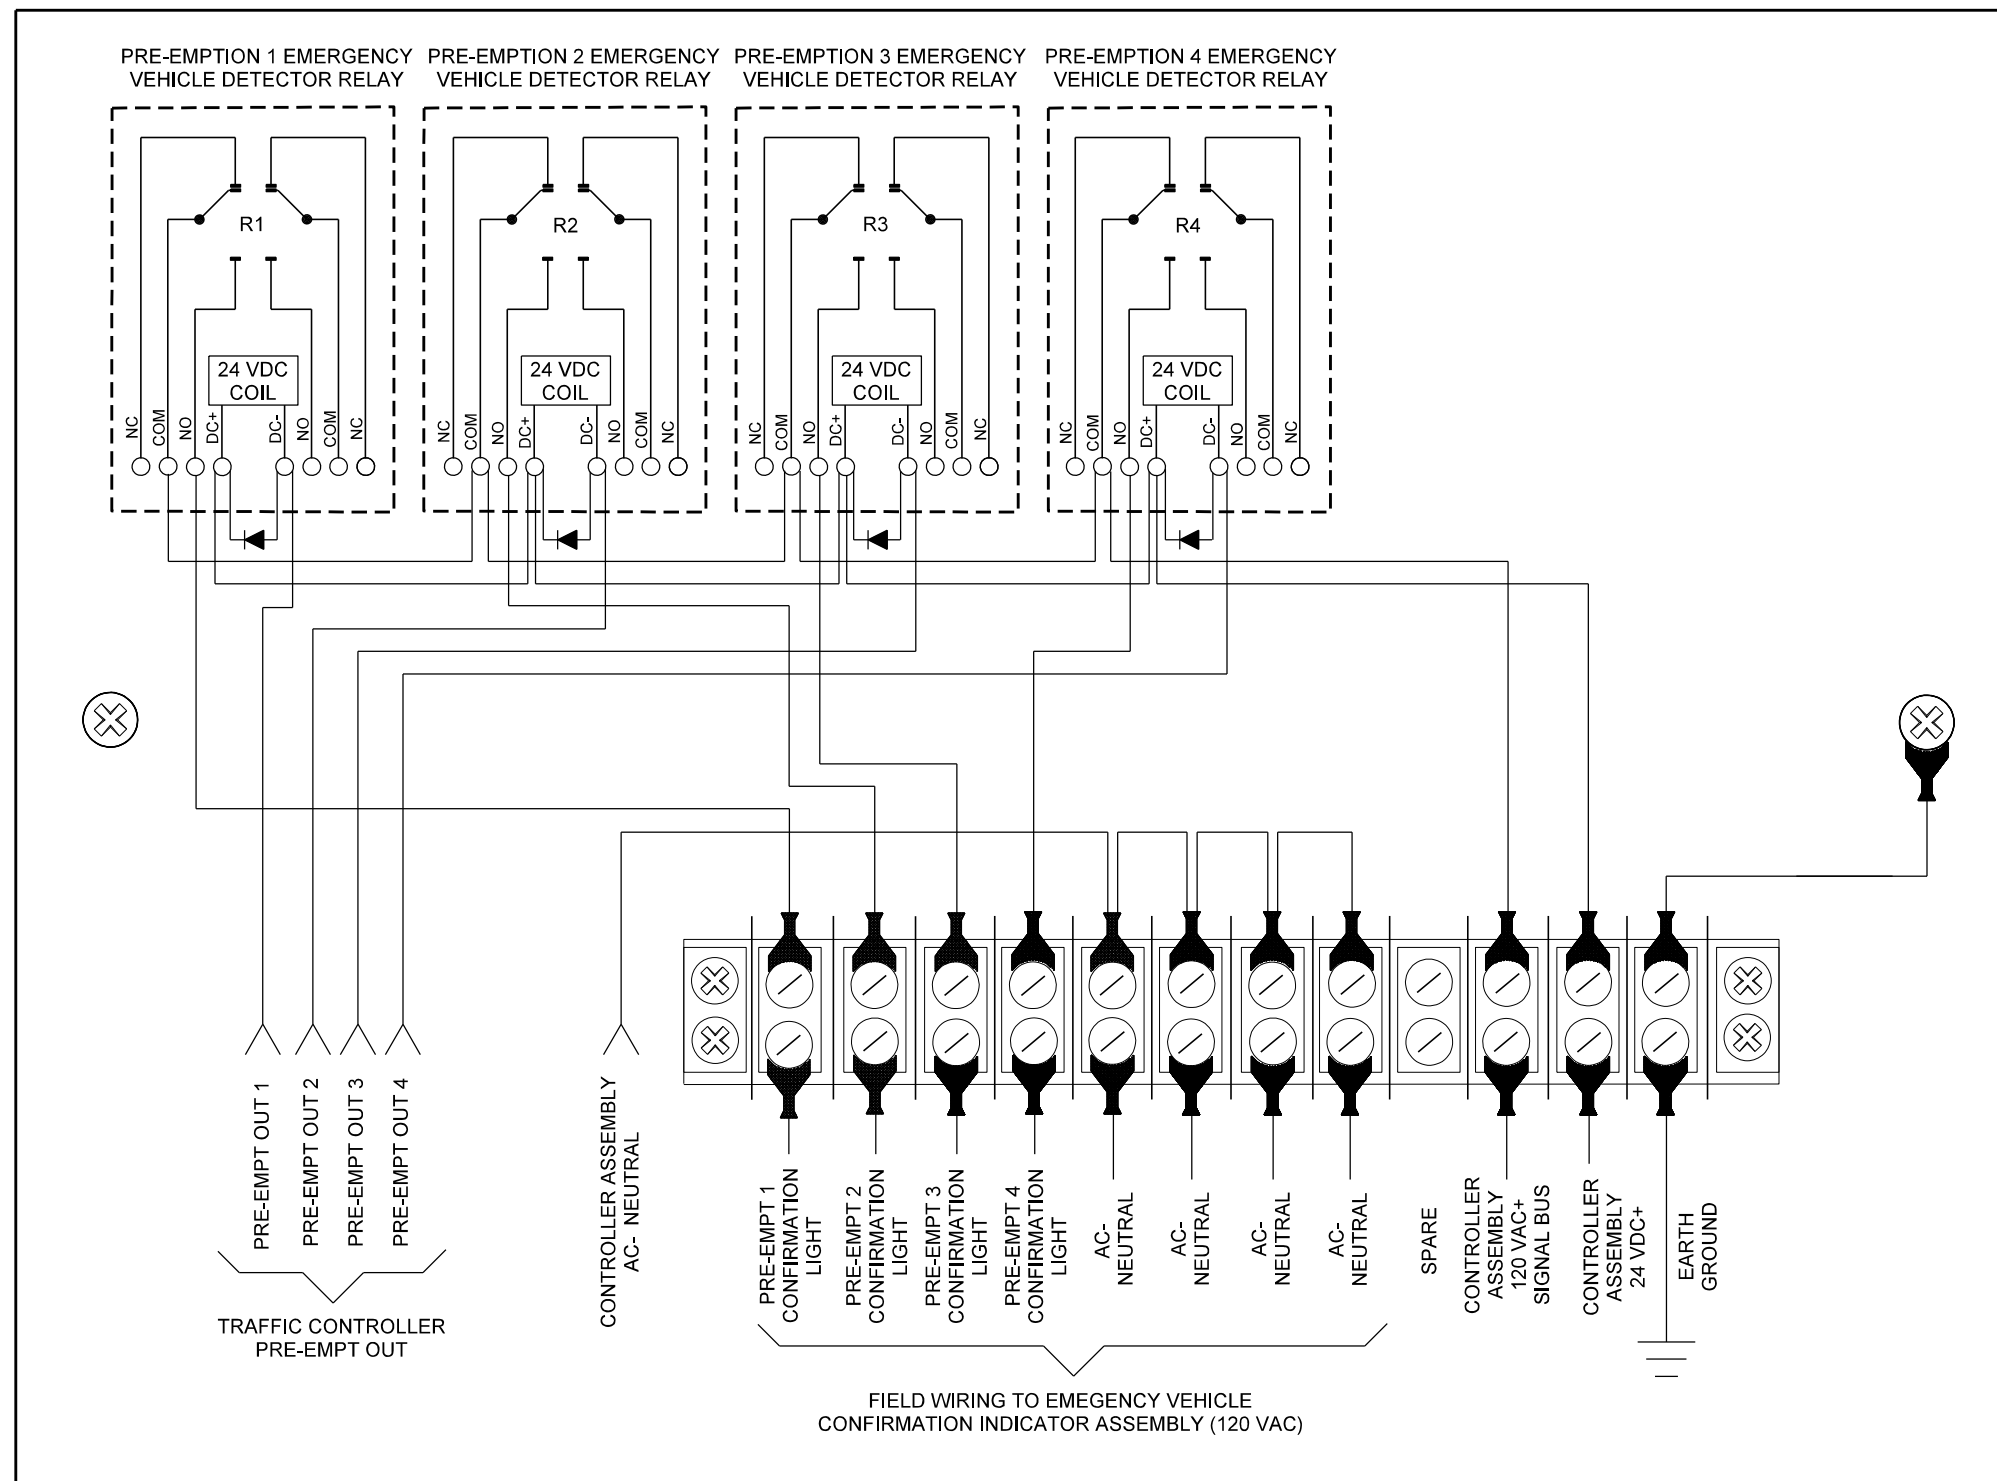 PRE-EMPTION 1 EMERGENCY
VEHICLE DETECTOR RELAY
PRE-EMPTION 2 EMERGENCY
VEHICLE DETECTOR RELAY
PRE-EMPTION 3 EMERGENCY
VEHICLE DETECTOR RELAY
PRE-EMPTION 4 EMERGENCY
VEHICLE DETECTOR RELAY
R1
24 VDC
COIL
NC
COM
NO
DC+
DC-
NO
COM
NC
R2
24 VDC
COIL
NC
COM
NO
DC+
DC-
NO
COM
NC
R3
24 VDC
COIL
NC
COM
NO
DC+
DC-
NO
COM
NC
R4
24 VDC
COIL
NC
COM
NO
DC+
DC-
NO
COM
NC
PRE-EMPT OUT 1
PRE-EMPT OUT 2
PRE-EMPT OUT 3
PRE-EMPT OUT 4
TRAFFIC CONTROLLER
PRE-EMPT OUT
CONTROLLER ASSEMBLY
AC- NEUTRAL
PRE-EMPT 1
CONFIRMATION
LIGHT
PRE-EMPT 2
CONFIRMATION
LIGHT
PRE-EMPT 3
CONFIRMATION
LIGHT
PRE-EMPT 4
CONFIRMATION
LIGHT
AC-
NEUTRAL
AC-
NEUTRAL
AC-
NEUTRAL
AC-
NEUTRAL
SPARE
CONTROLLER
ASSEMBLY
120 VAC+
SIGNAL BUS
CONTROLLER
ASSEMBLY
24 VDC+
EARTH
GROUND
FIELD WIRING TO EMEGENCY VEHICLE
CONFIRMATION INDICATOR ASSEMBLY (120 VAC)